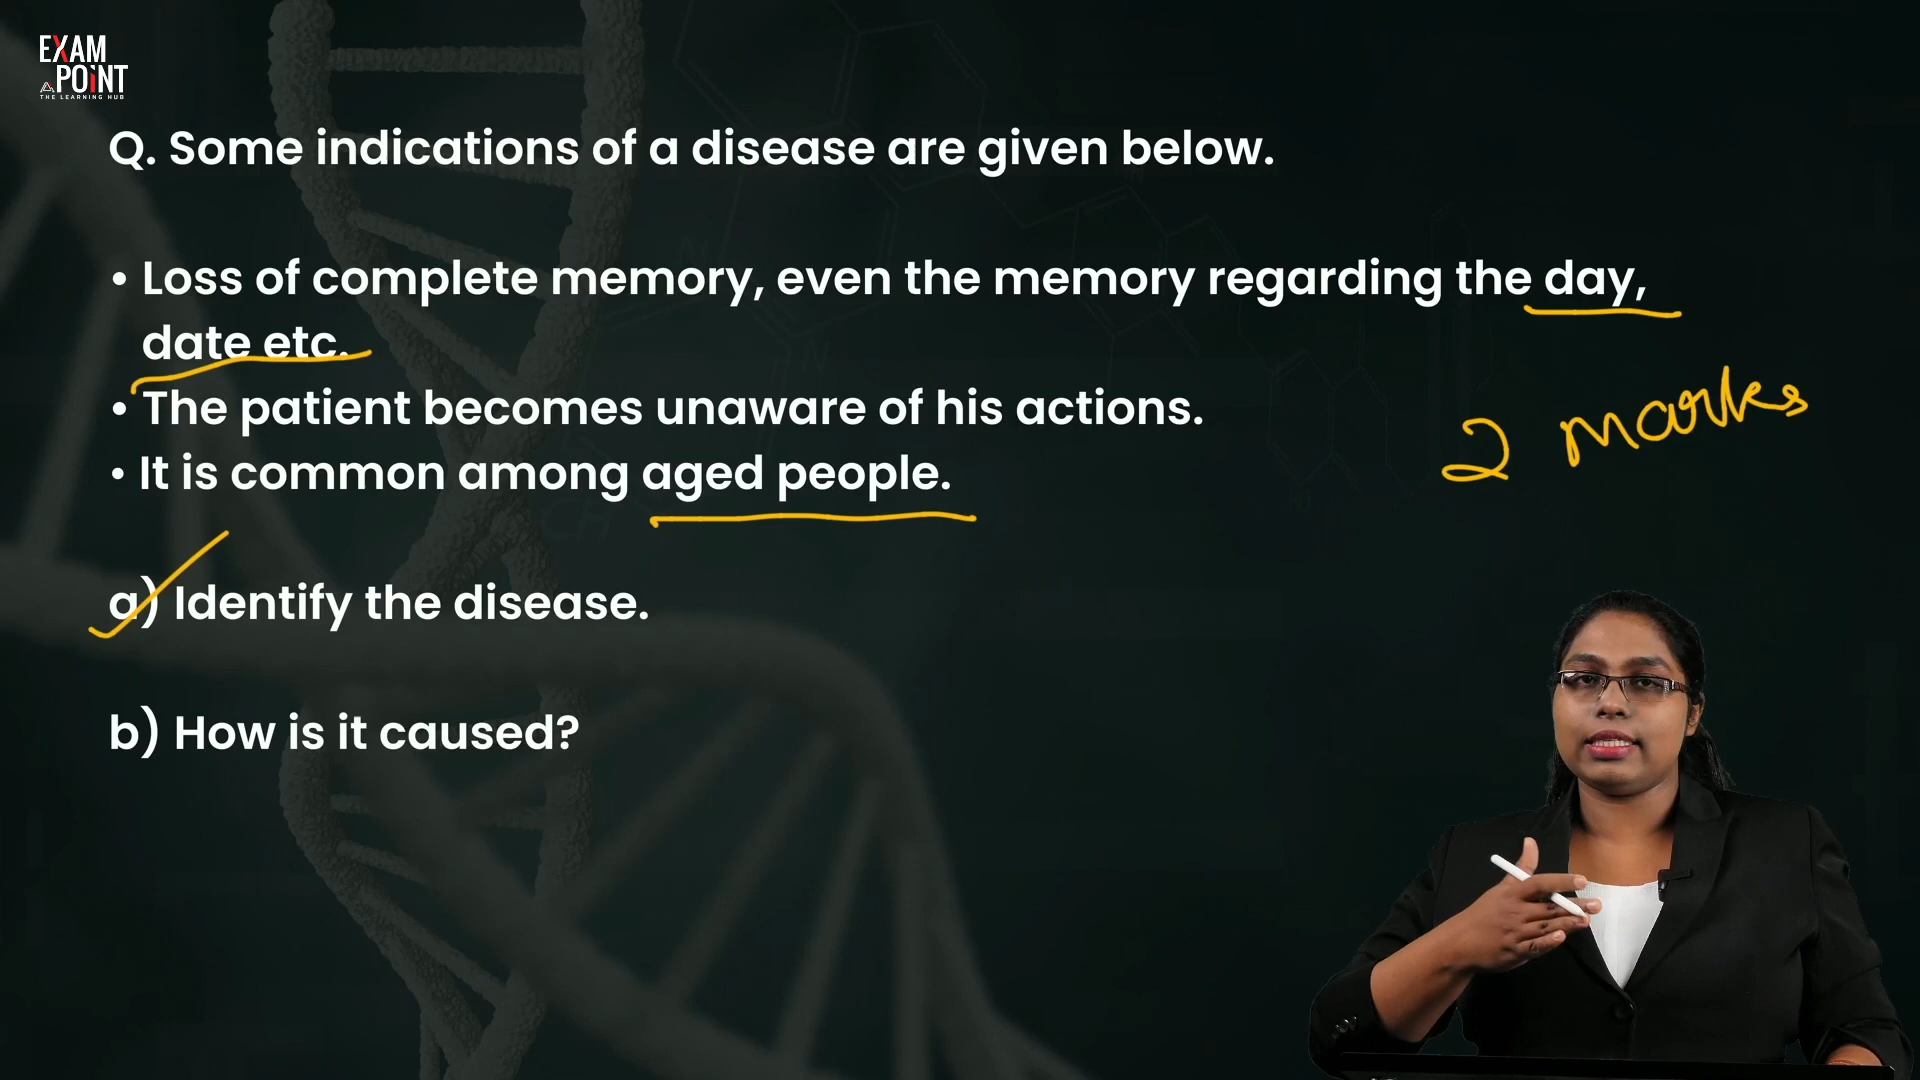 EXAM
POINT
THE LEARNING HUB
Q. Some indications of a disease are given below.
• Loss of complete memory, even the memory regarding the day,
date etc.
• The patient becomes unaware of his actions.
2 marks
• It is common among aged people.
a) Identify the disease.
b) How is it caused?